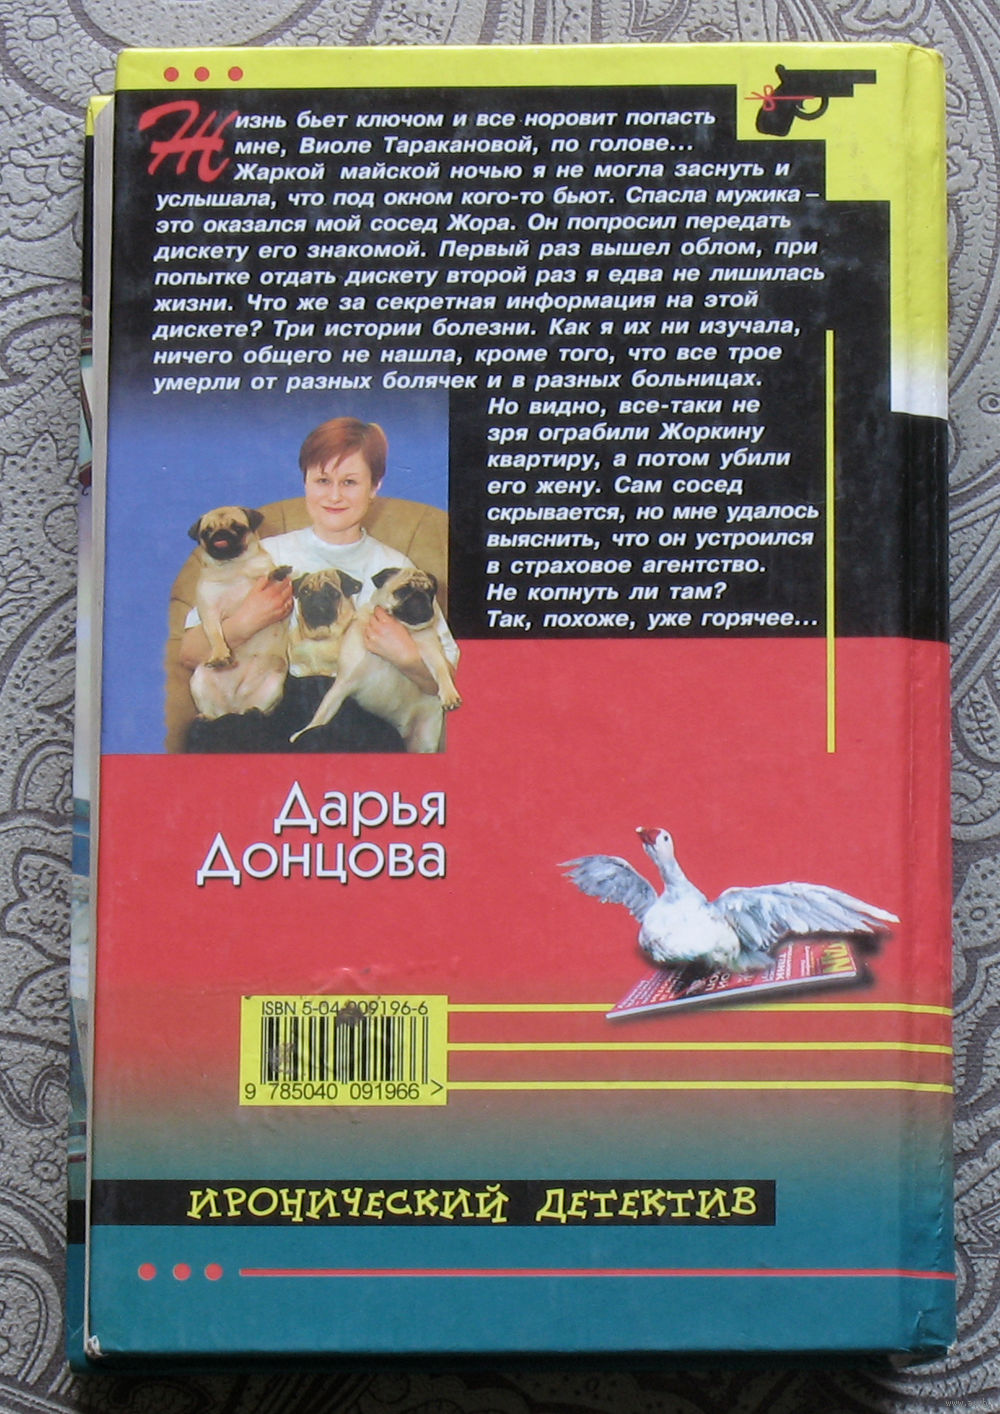 Жизнь бьет ключом и все норовит попасть
мне, Виоле Таракановой, по голове...
Жаркой майской ночью я не могла заснуть и
услышала, что под окном кого-то бьют. Спасла мужика –
это оказался мой сосед Жора. Он попросил передать
дискету его знакомой. Первый раз вышел облом, при
попытке отдать дискету второй раз я едва не лишилась
жизни. Что же за секретная информация на этой
дискете? Три истории болезни. Как я их ни изучала,
ничего общего не нашла, кроме того, что все трое
умерли от разных болячек и в разных больницах.
Но видно, все-таки не
зря ограбили Жоркину
квартиру, а потом убили
его жену. Сам сосед
скрывается, но мне удалось
выяснить, что он устроился
в страховое агентство.
Не копнуть ли там?
Так, похоже, уже горячее...
Дарья
Донцова
ISBN 5-04-009196-6
9 785040 091966 >
ИРОНИЧЕСКИЙ ДЕТЕКТИВ